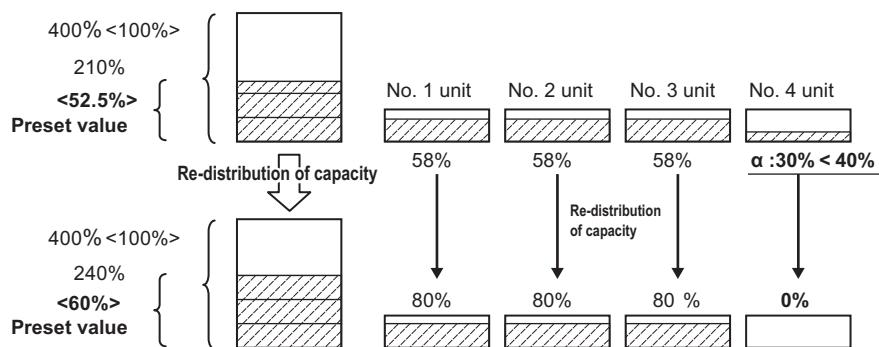 400% <100%>
210%
<52.5%>
Preset value
No. 1 unit
No. 2 unit
No. 3 unit
No. 4 unit
58%
58%
58%
α :30% < 40%
Re-distribution of capacity
Re-distribution
of capacity
400% <100%>
240%
<60%>
Preset value
80%
80%
80 %
0%